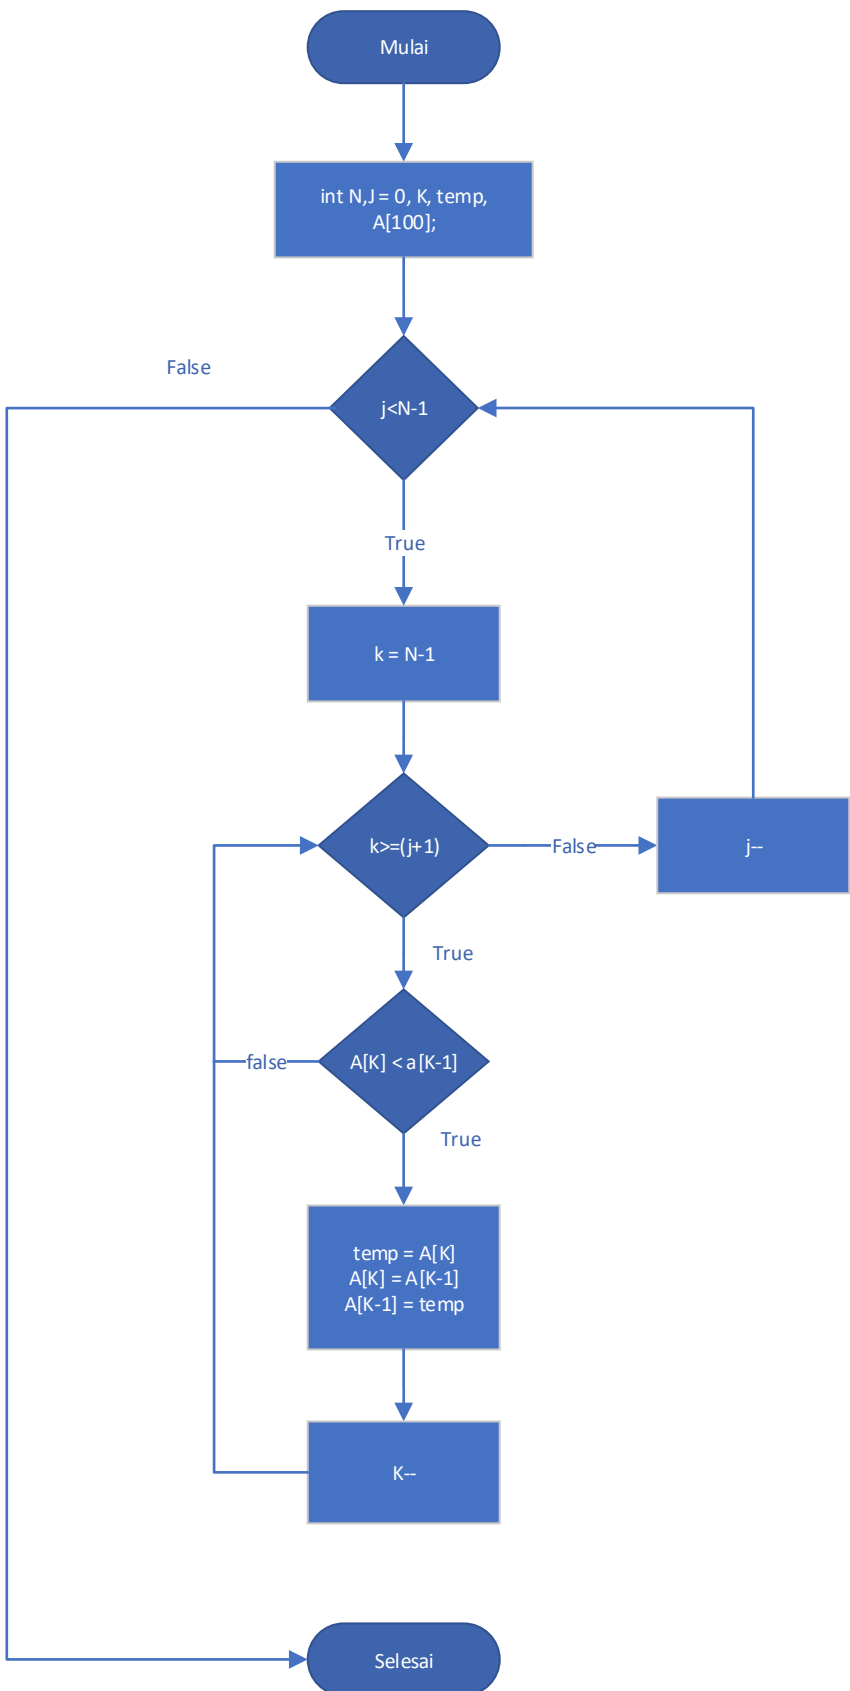 Mulai
int N,J = 0, K, temp,
A[100];
False
j<N-1
True
k = N-1
k>=(j+1)
False
j--
True
false
A[K] < a[K-1]
True
temp = A[K]
A[K] = A[K-1]
A[K-1] = temp
K--
Selesai